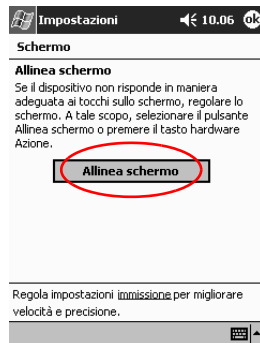 Impostazioni 10.06 ok
Schermo
Allinea schermo
Se il dispositivo non risponde in maniera
adeguata ai tocchi sullo schermo, regolare lo
schermo. A tale scopo, selezionare il pulsante
Allinea schermo o premere il tasto hardware
Azione.
Allinea schermo
Regola impostazioni immissione per migliorare
velocità e precisione.